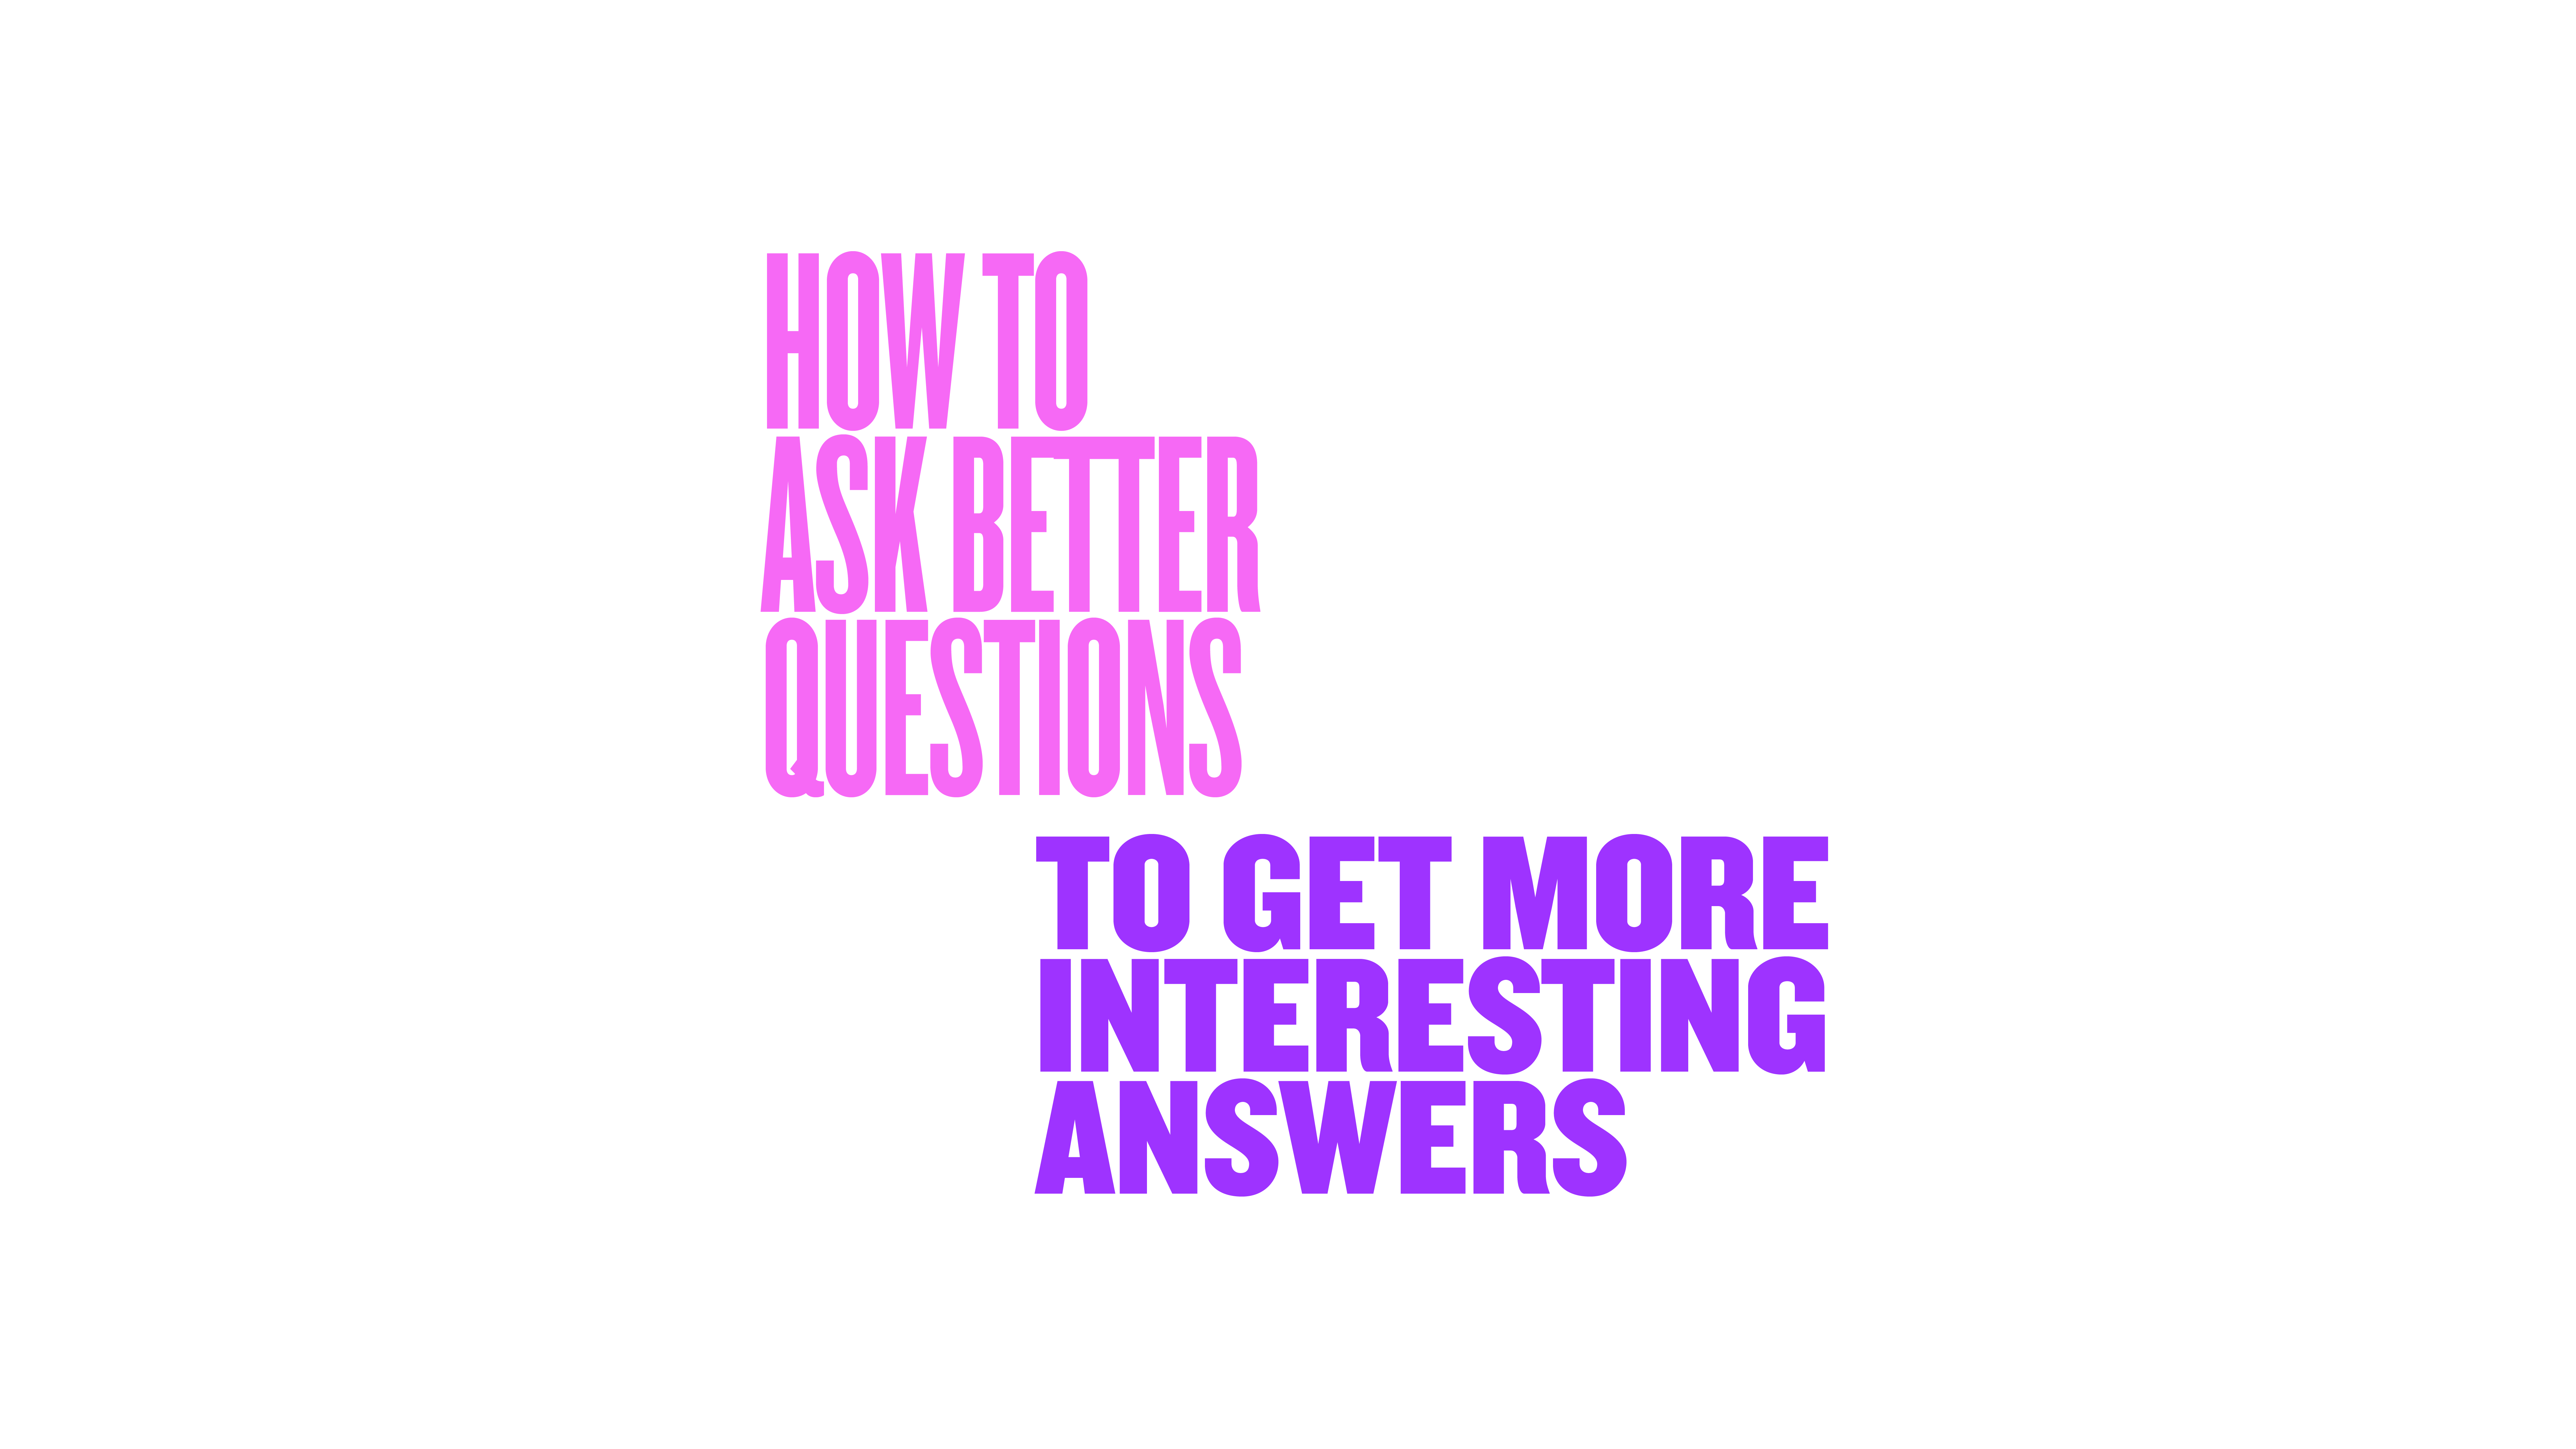 HOW TO
ASK BETTER
QUESTIONS
TO GET MORE
INTERESTING
ANSWERS